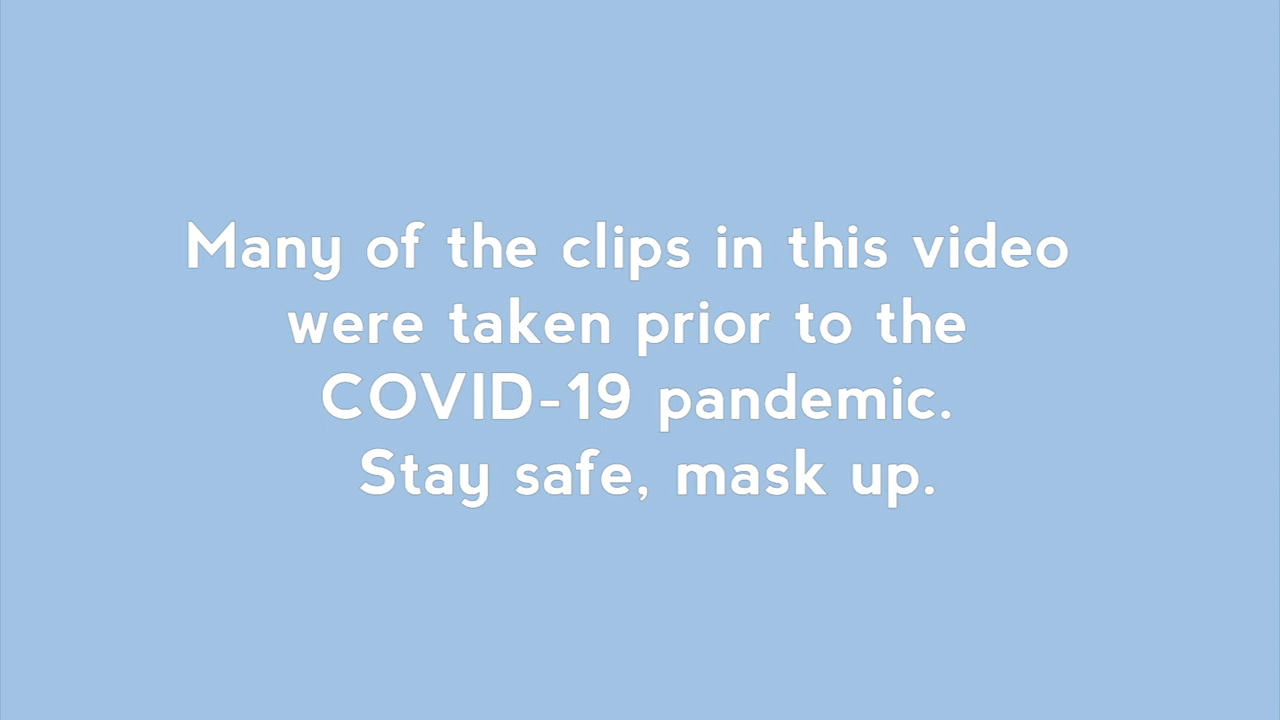 Many of the clips in this video
were taken prior to the
COVID-19 pandemic.
Stay safe, mask up.